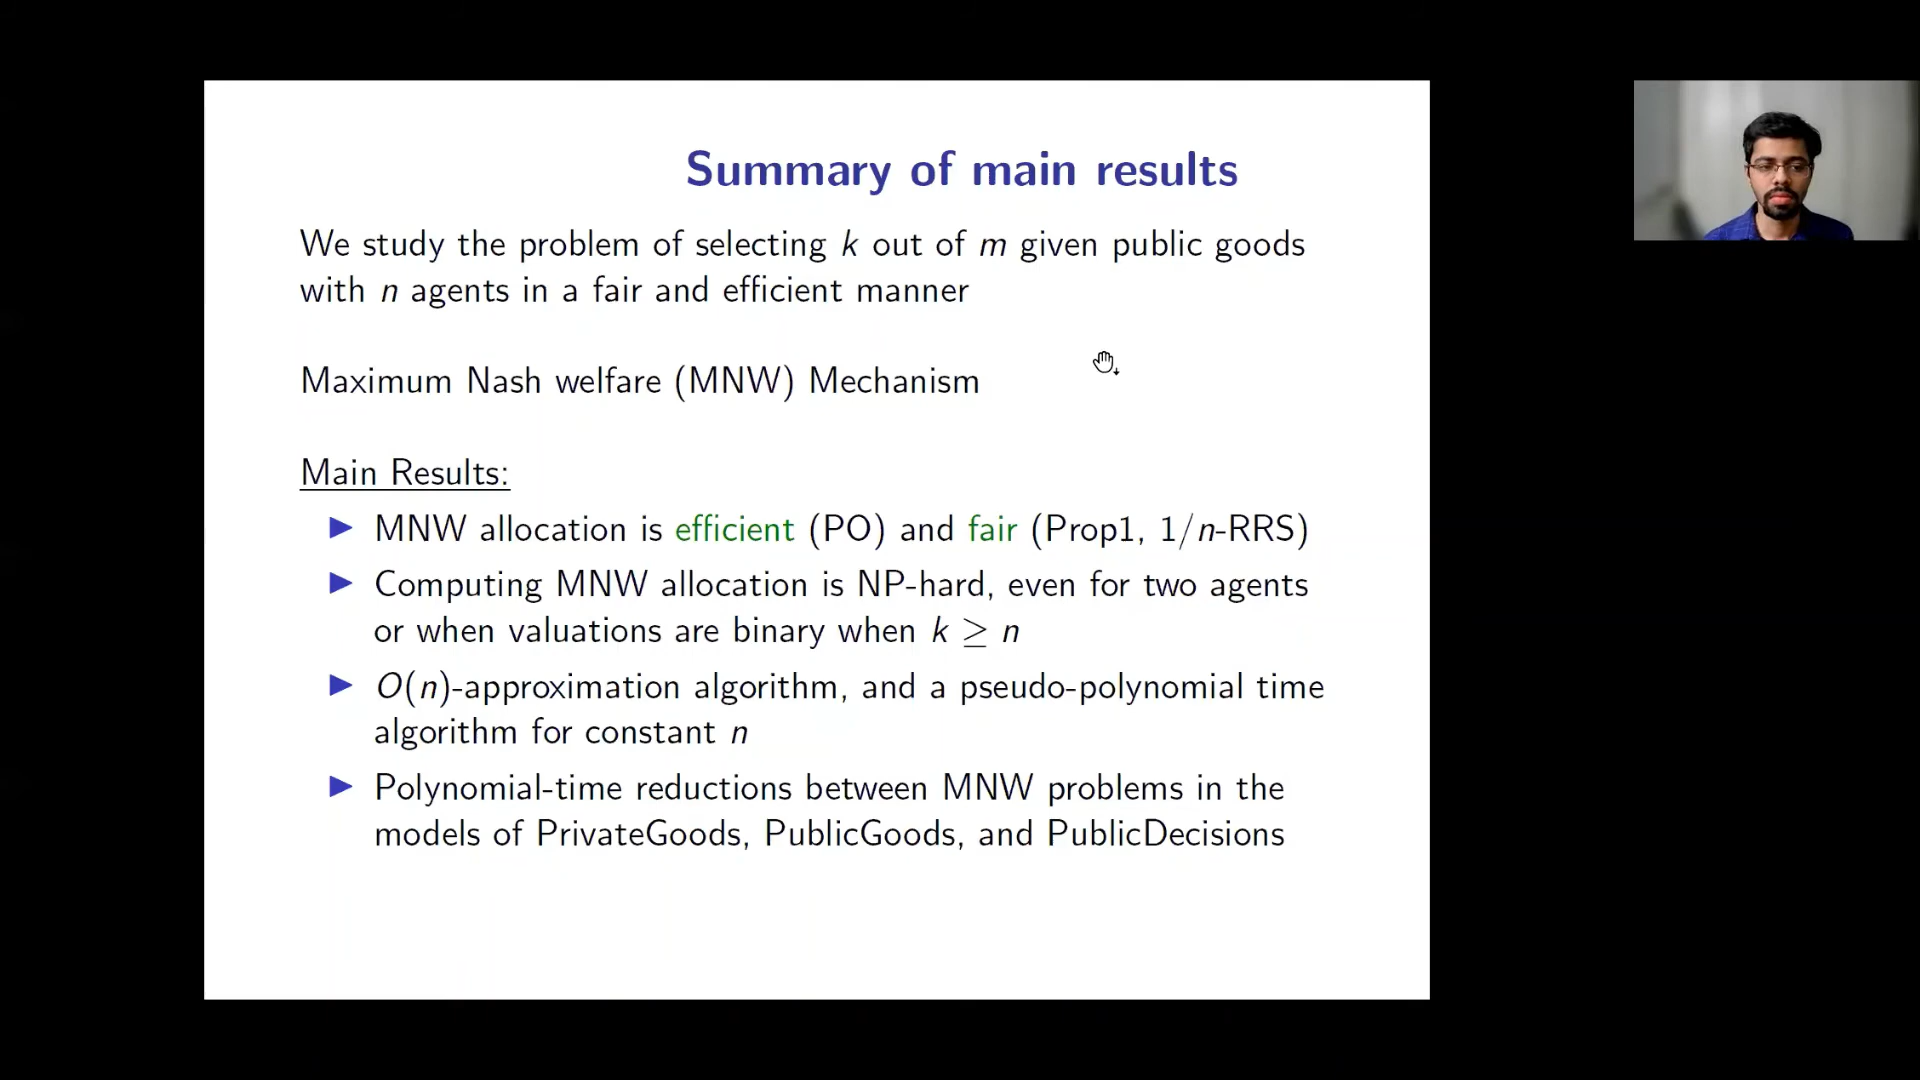 Summary of main results
We study the problem of selecting k out of m given public goods
with n agents in a fair and efficient manner
Maximum Nash welfare (MNW) Mechanism
Main Results:
▶ MNW allocation is efficient (PO) and fair (Prop1, 1/n-RRS)
▶ Computing MNW allocation is NP-hard, even for two agents
or when valuations are binary when k ≥ n
▶ O(n)-approximation algorithm, and a pseudo-polynomial time
algorithm for constant n
▶ Polynomial-time reductions between MNW problems in the
models of PrivateGoods, PublicGoods, and PublicDecisions